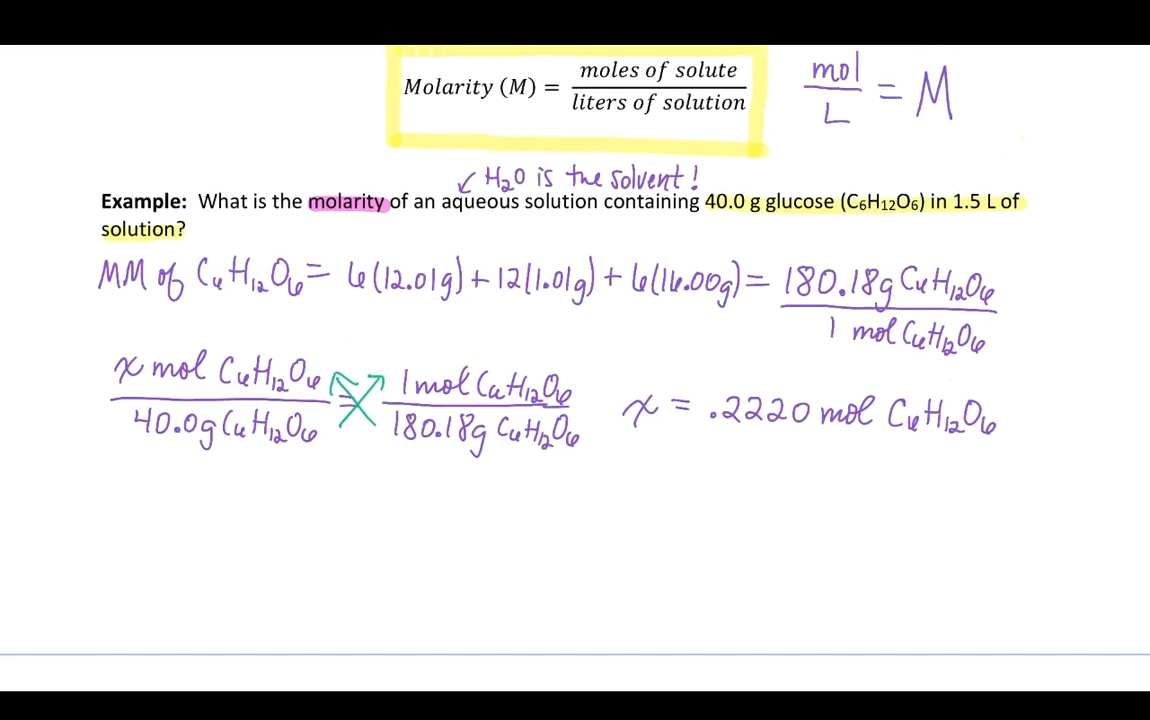 Molarity (M) = moles of solute / liters of solution
mol / L = M
↙ H₂O is the solvent!
Example: What is the molarity of an aqueous solution containing 40.0 g glucose (C₆H₁₂O₆) in 1.5 L of
solution?
MM of C₆H₁₂O₆ = 6(12.01g) + 12(1.01g) + 6(16.00g) = 180.18g C₆H₁₂O₆ / 1 mol C₆H₁₂O₆
x mol C₆H₁₂O₆ / 40.0g C₆H₁₂O₆ = 1 mol C₆H₁₂O₆ / 180.18g C₆H₁₂O₆ x = .2220 mol C₆H₁₂O₆